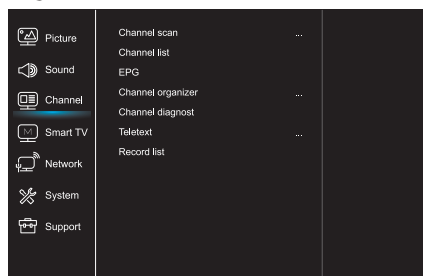 Picture
Sound
Channel
Smart TV
Network
System
Support
Channel scan ...
Channel list
EPG
Channel organizer ...
Channel diagnost
Teletext ...
Record list